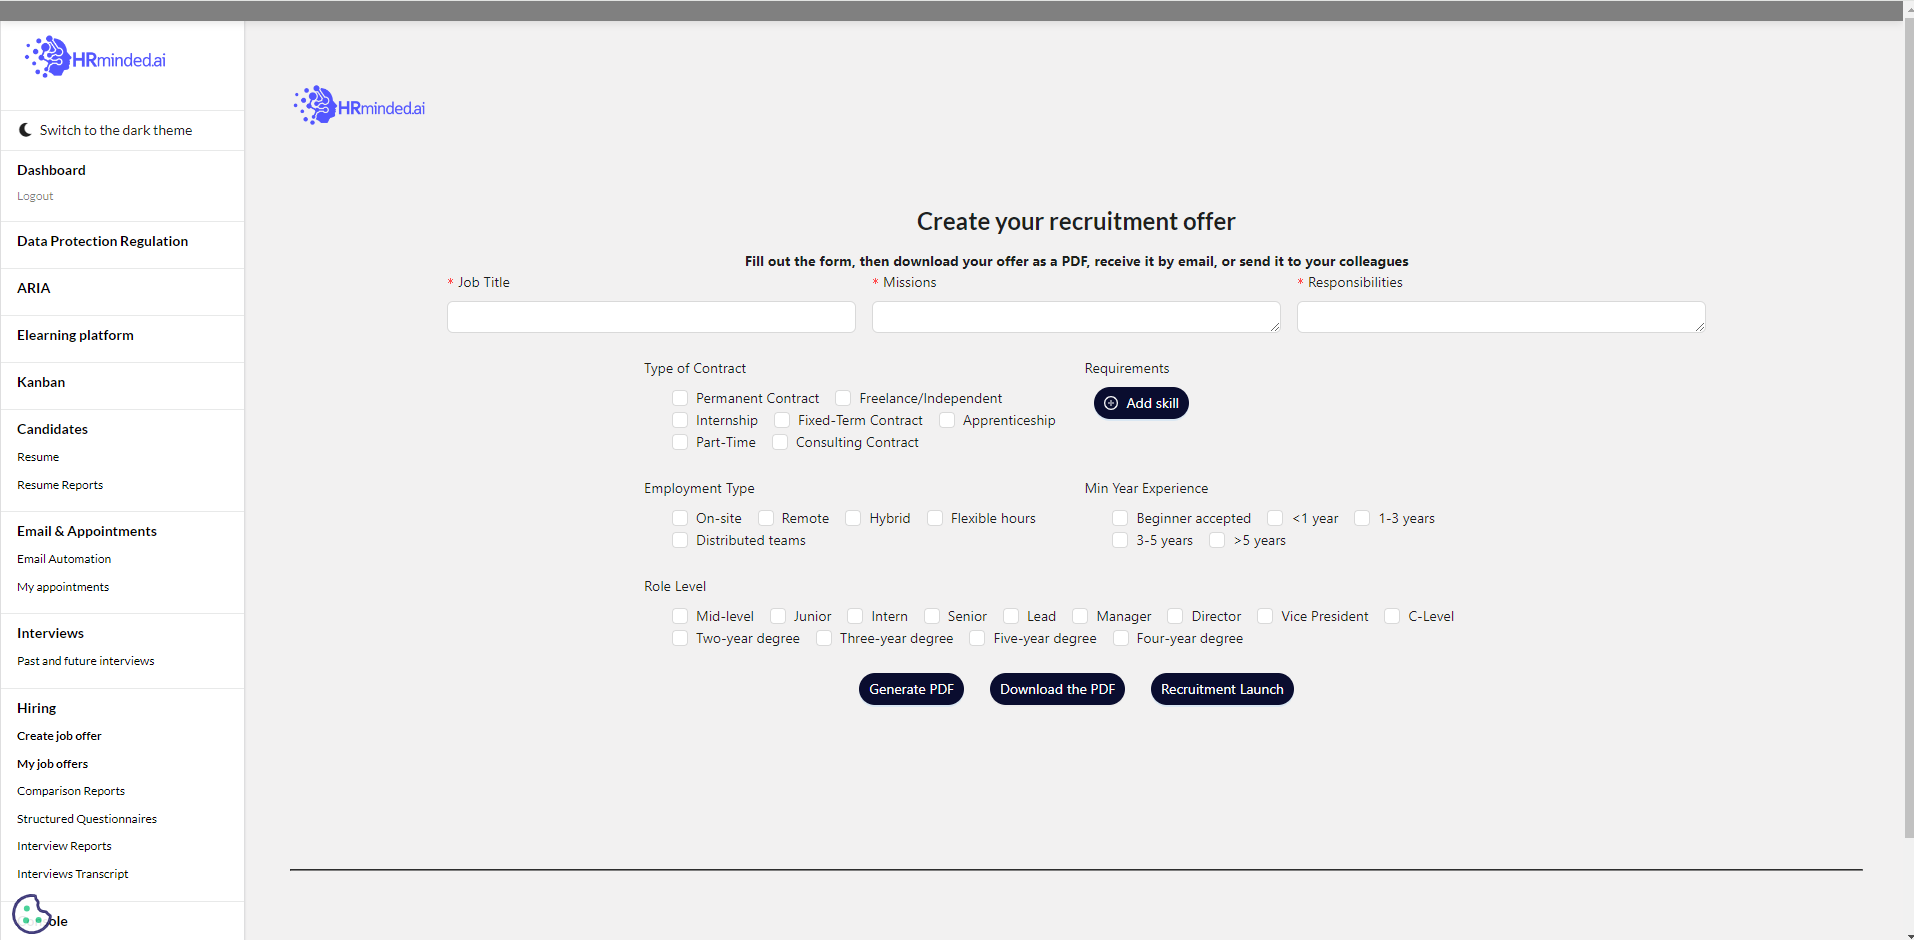 HRminded.ai
Switch to the dark theme
Dashboard
Logout
Data Protection Regulation
ARIA
Elearning platform
Kanban
Candidates
Resume
Resume Reports
Email & Appointments
Email Automation
My appointments
Interviews
Past and future interviews
Hiring
Create job offer
My job offers
Comparison Reports
Structured Questionnaires
Interview Reports
Interviews Transcript
HRminded.ai
Create your recruitment offer
Fill out the form, then download your offer as a PDF, receive it by email, or send it to your colleagues
* Job Title * Missions * Responsibilities
Type of Contract
Permanent Contract Freelance/Independent
Internship Fixed-Term Contract Apprenticeship
Part-Time Consulting Contract
Requirements
Add skill
Employment Type
On-site Remote Hybrid Flexible hours
Distributed teams
Min Year Experience
Beginner accepted <1 year 1-3 years
3-5 years >5 years
Role Level
Mid-level Junior Intern Senior Lead Manager Director Vice President C-Level
Two-year degree Three-year degree Five-year degree Four-year degree
Generate PDF Download the PDF Recruitment Launch